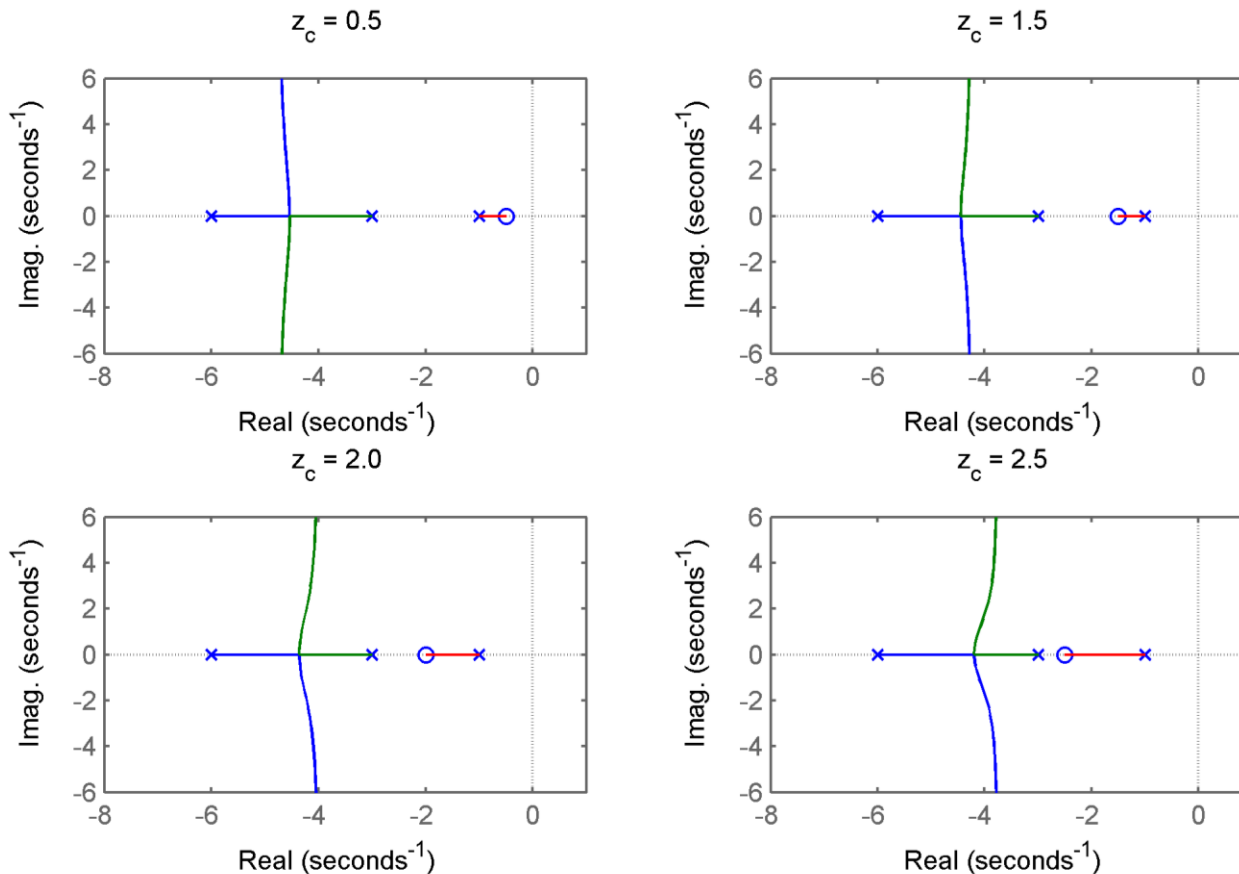 z_c = 0.5
6
4
2
0
-2
-4
-6
-8 -6 -4 -2 0
Imag. (seconds^-1)
Real (seconds^-1)
z_c = 1.5
6
4
2
0
-2
-4
-6
-8 -6 -4 -2 0
Imag. (seconds^-1)
Real (seconds^-1)
z_c = 2.0
6
4
2
0
-2
-4
-6
-8 -6 -4 -2 0
Imag. (seconds^-1)
Real (seconds^-1)
z_c = 2.5
6
4
2
0
-2
-4
-6
-8 -6 -4 -2 0
Imag. (seconds^-1)
Real (seconds^-1)